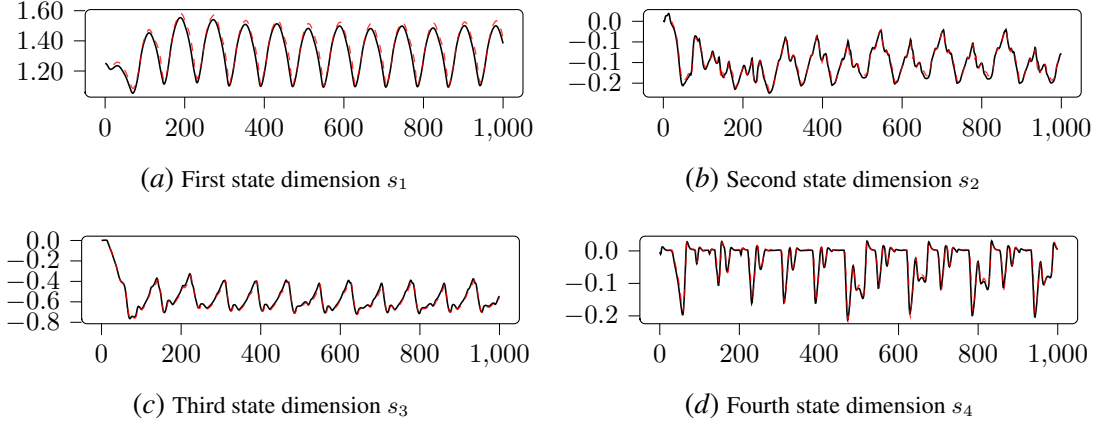 1.60
1.40
1.20
0 200 400 600 800 1,000
(a) First state dimension s₁
0.0
−0.1
−0.1
−0.2
0 200 400 600 800 1,000
(b) Second state dimension s₂
0.0
−0.2
−0.4
−0.6
−0.8
0 200 400 600 800 1,000
(c) Third state dimension s₃
0.0
−0.1
−0.2
0 200 400 600 800 1,000
(d) Fourth state dimension s₄